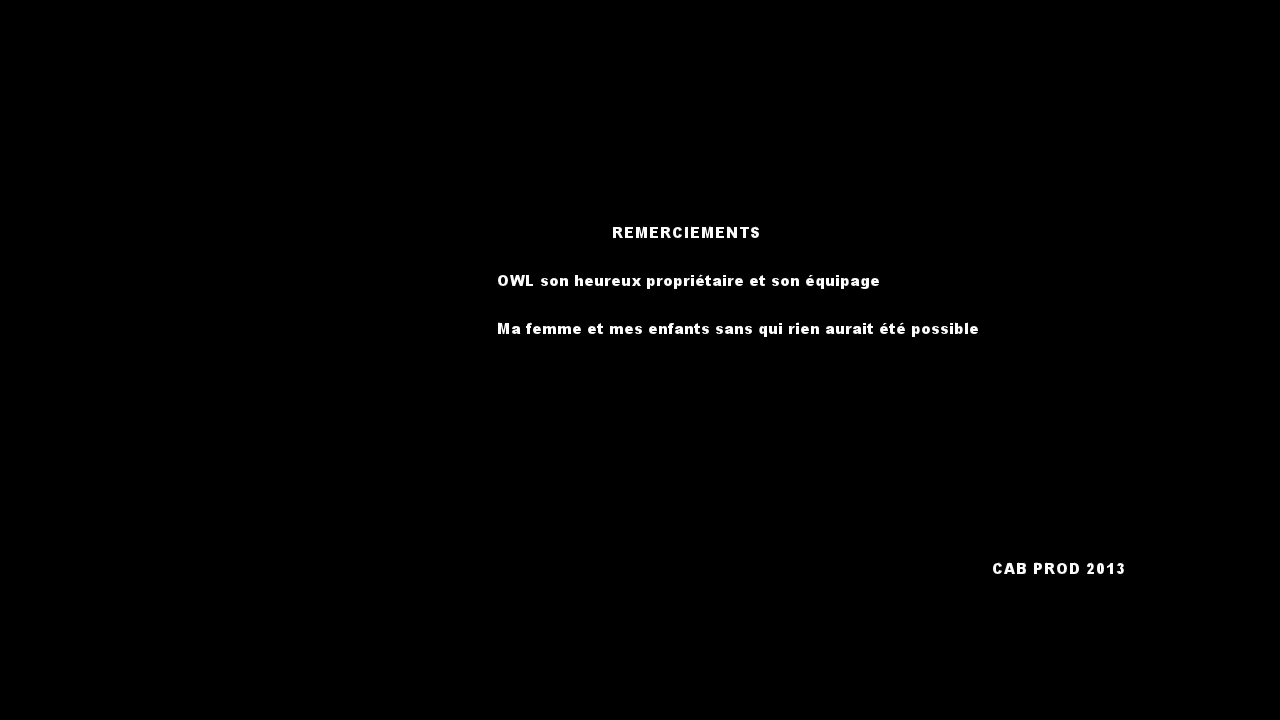 REMERCIEMENTS
OWL son heureux propriétaire et son équipage
Ma femme et mes enfants sans qui rien aurait été possible
CAB PROD 2013